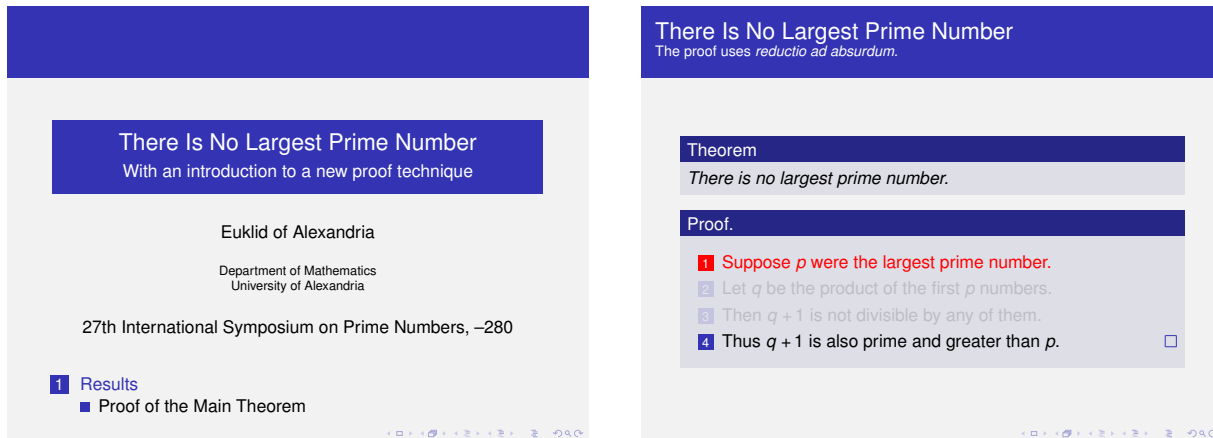 There Is No Largest Prime Number
With an introduction to a new proof technique
Euklid of Alexandria
Department of Mathematics
University of Alexandria
27th International Symposium on Prime Numbers, –280
1 Results
Proof of the Main Theorem
There Is No Largest Prime Number
The proof uses reductio ad absurdum.
Theorem
There is no largest prime number.
Proof.
1 Suppose p were the largest prime number.
2 Let q be the product of the first p numbers.
3 Then q + 1 is not divisible by any of them.
4 Thus q + 1 is also prime and greater than p.